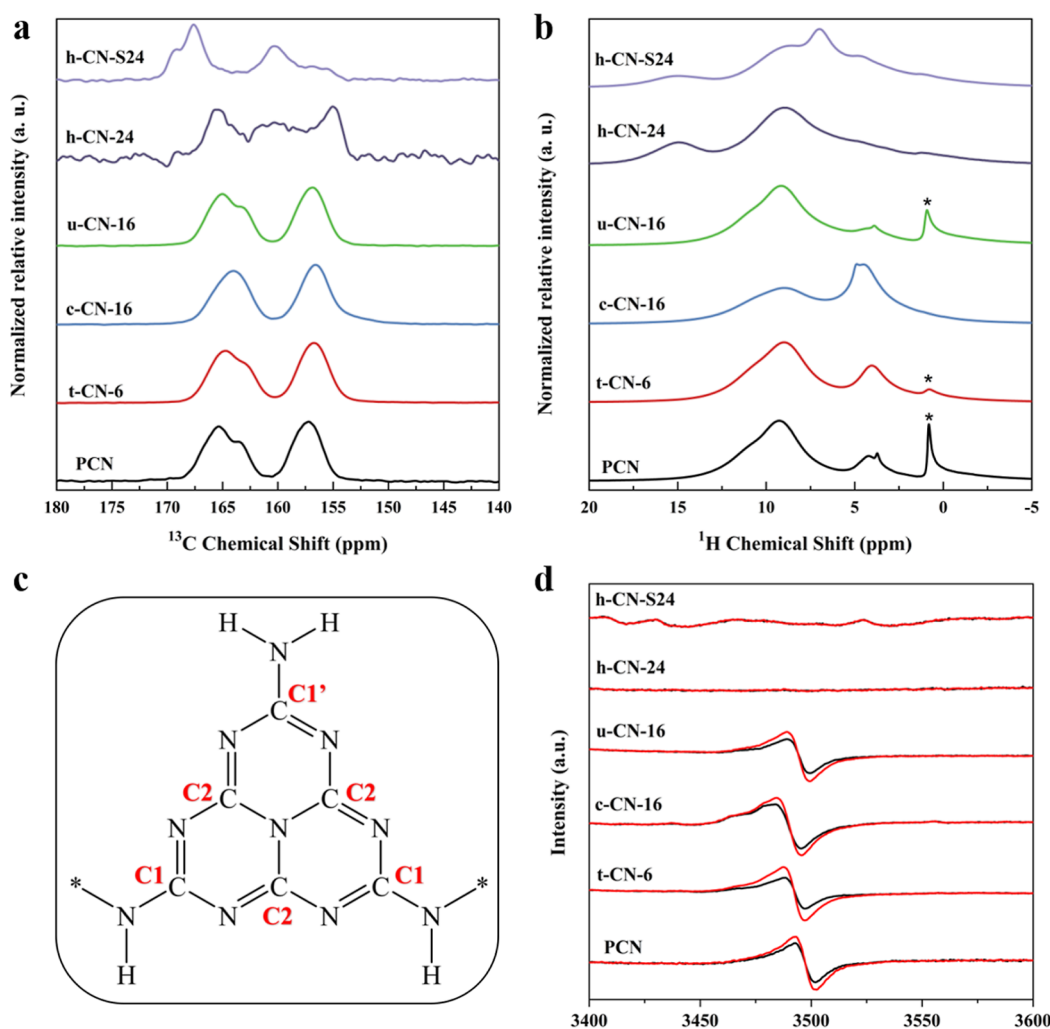 a
h-CN-S24
h-CN-24
u-CN-16
c-CN-16
t-CN-6
PCN
Normalized relative intensity (a. u.)
180 175 170 165 160 155 150 145 140
¹³C Chemical Shift (ppm)
b
h-CN-S24
h-CN-24
u-CN-16
*
c-CN-16
t-CN-6
*
PCN
*
Normalized relative intensity (a. u.)
20 15 10 5 0 -5
¹H Chemical Shift (ppm)
c
H H
N
C1’
C
N N
C2 C2
C C
N N N
* C1 C1 *
C C C
N N N N
C2
H H
d
h-CN-S24
h-CN-24
u-CN-16
c-CN-16
t-CN-6
PCN
Intensity (a.u.)
3400 3450 3500 3550 3600